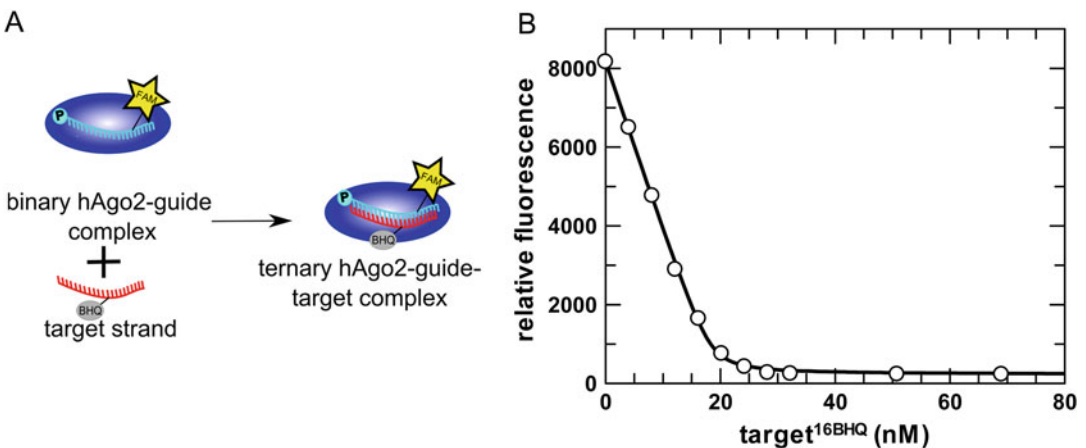 A
P
FAM
binary hAgo2-guide
complex
+
BHQ
target strand
P
FAM
BHQ
ternary hAgo2-guide-
target complex
B
relative fluorescence
8000
6000
4000
2000
0
0 20 40 60 80
target16BHQ (nM)